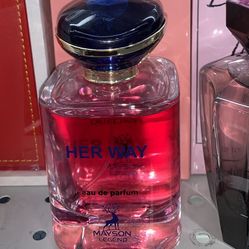 HER WAY
eau de parfum
MAYSON
LEGEND